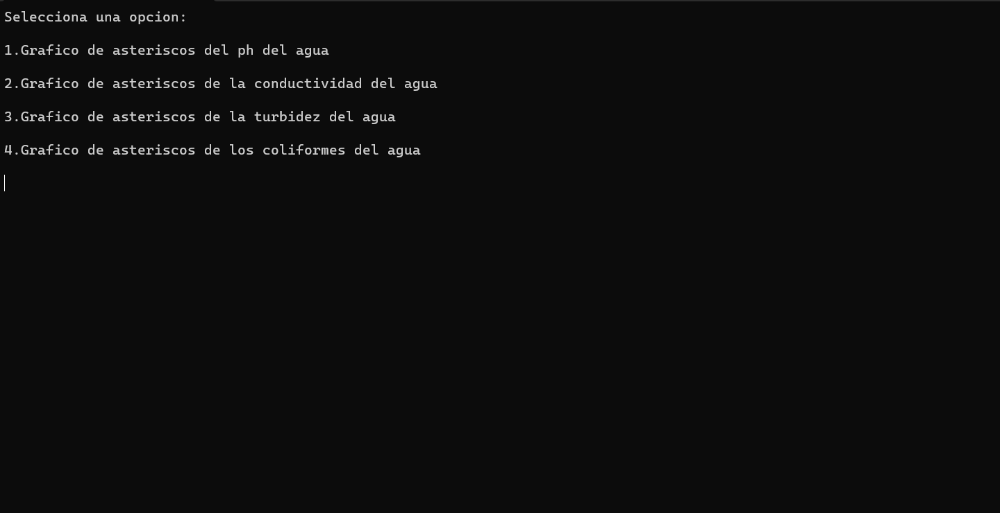 Selecciona una opcion:
1.Grafico de asteriscos del ph del agua
2.Grafico de asteriscos de la conductividad del agua
3.Grafico de asteriscos de la turbidez del agua
4.Grafico de asteriscos de los coliformes del agua